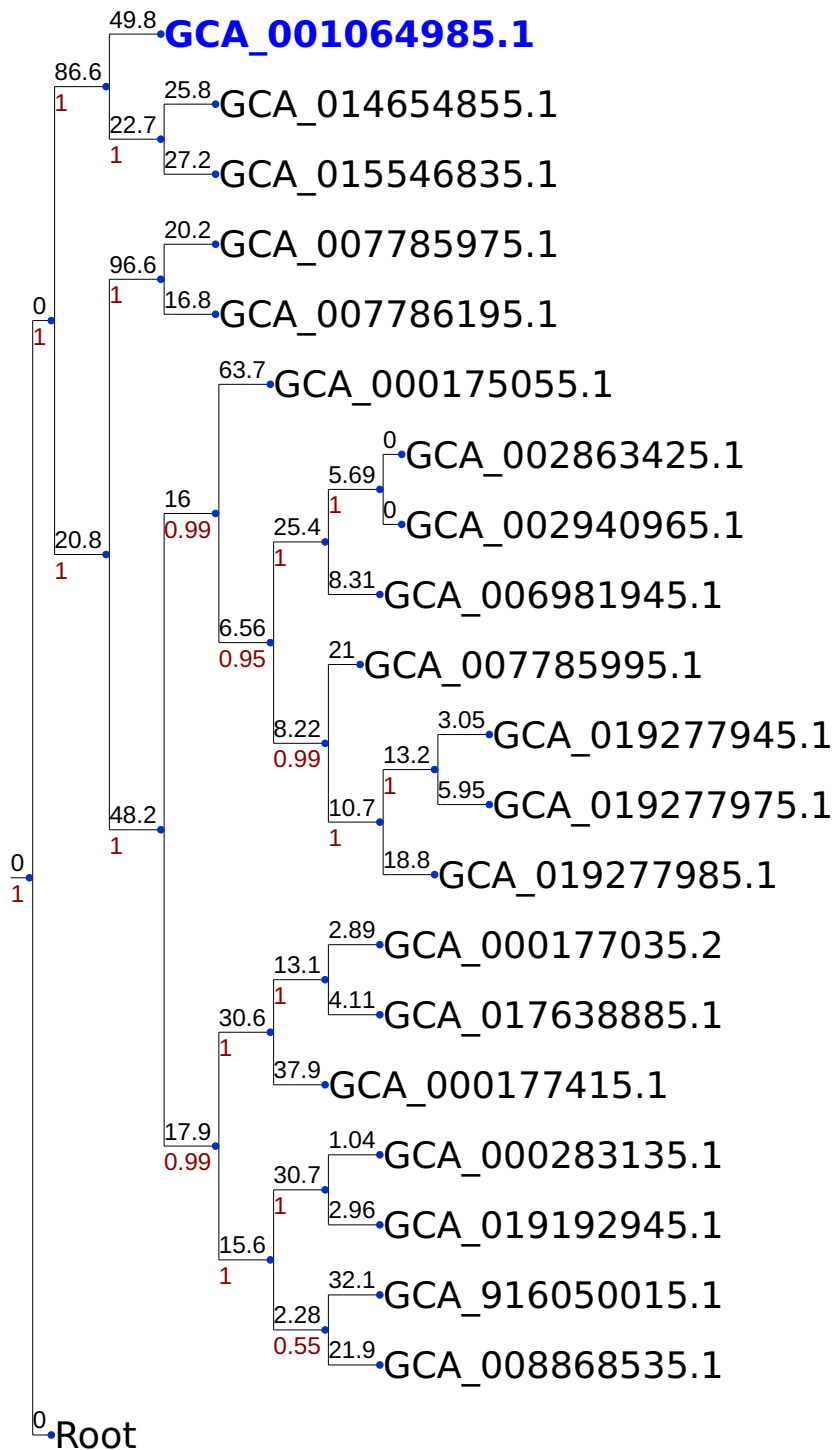 49.8
GCA_001064985.1
86.6
1
25.8
GCA_014654855.1
22.7
1
27.2
GCA_015546835.1
20.2
GCA_007785975.1
96.6
1
16.8
GCA_007786195.1
0
1
63.7
GCA_000175055.1
0
GCA_002863425.1
5.69
1
16
0.99
0
GCA_002940965.1
25.4
1
20.8
1
8.31
GCA_006981945.1
6.56
0.95
21
GCA_007785995.1
3.05
GCA_019277945.1
8.22
0.99
13.2
1
5.95
GCA_019277975.1
48.2
1
10.7
1
18.8
GCA_019277985.1
0
1
2.89
GCA_000177035.2
13.1
1
4.11
GCA_017638885.1
30.6
1
37.9
GCA_000177415.1
17.9
0.99
1.04
GCA_000283135.1
30.7
1
2.96
GCA_019192945.1
15.6
1
32.1
GCA_916050015.1
2.28
0.55
21.9
GCA_008868535.1
0
Root